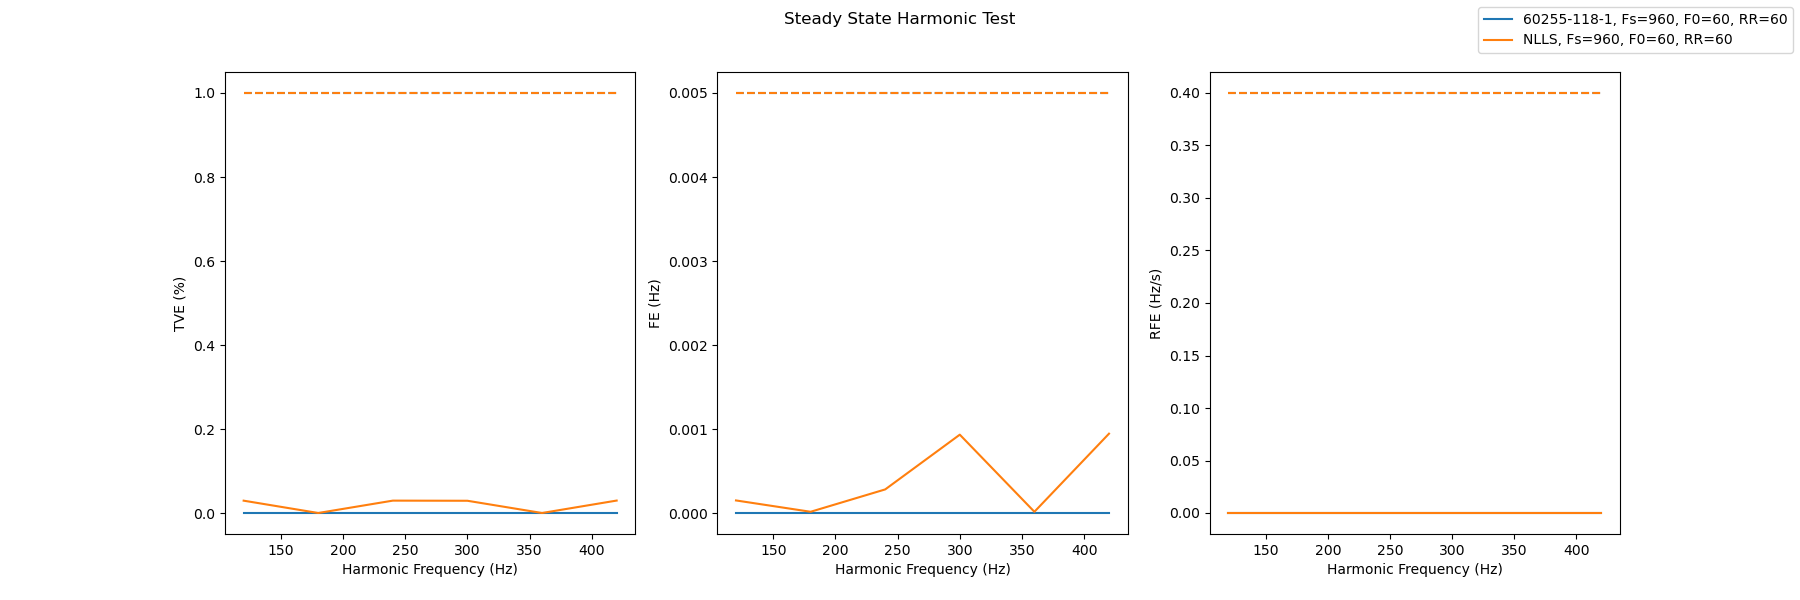 Steady State Harmonic Test
60255-118-1, Fs=960, F0=60, RR=60
NLLS, Fs=960, F0=60, RR=60
TVE (%)
1.0
0.8
0.6
0.4
0.2
0.0
150 200 250 300 350 400
Harmonic Frequency (Hz)
FE (Hz)
0.005
0.004
0.003
0.002
0.001
0.000
150 200 250 300 350 400
Harmonic Frequency (Hz)
RFE (Hz/s)
0.40
0.35
0.30
0.25
0.20
0.15
0.10
0.05
0.00
150 200 250 300 350 400
Harmonic Frequency (Hz)